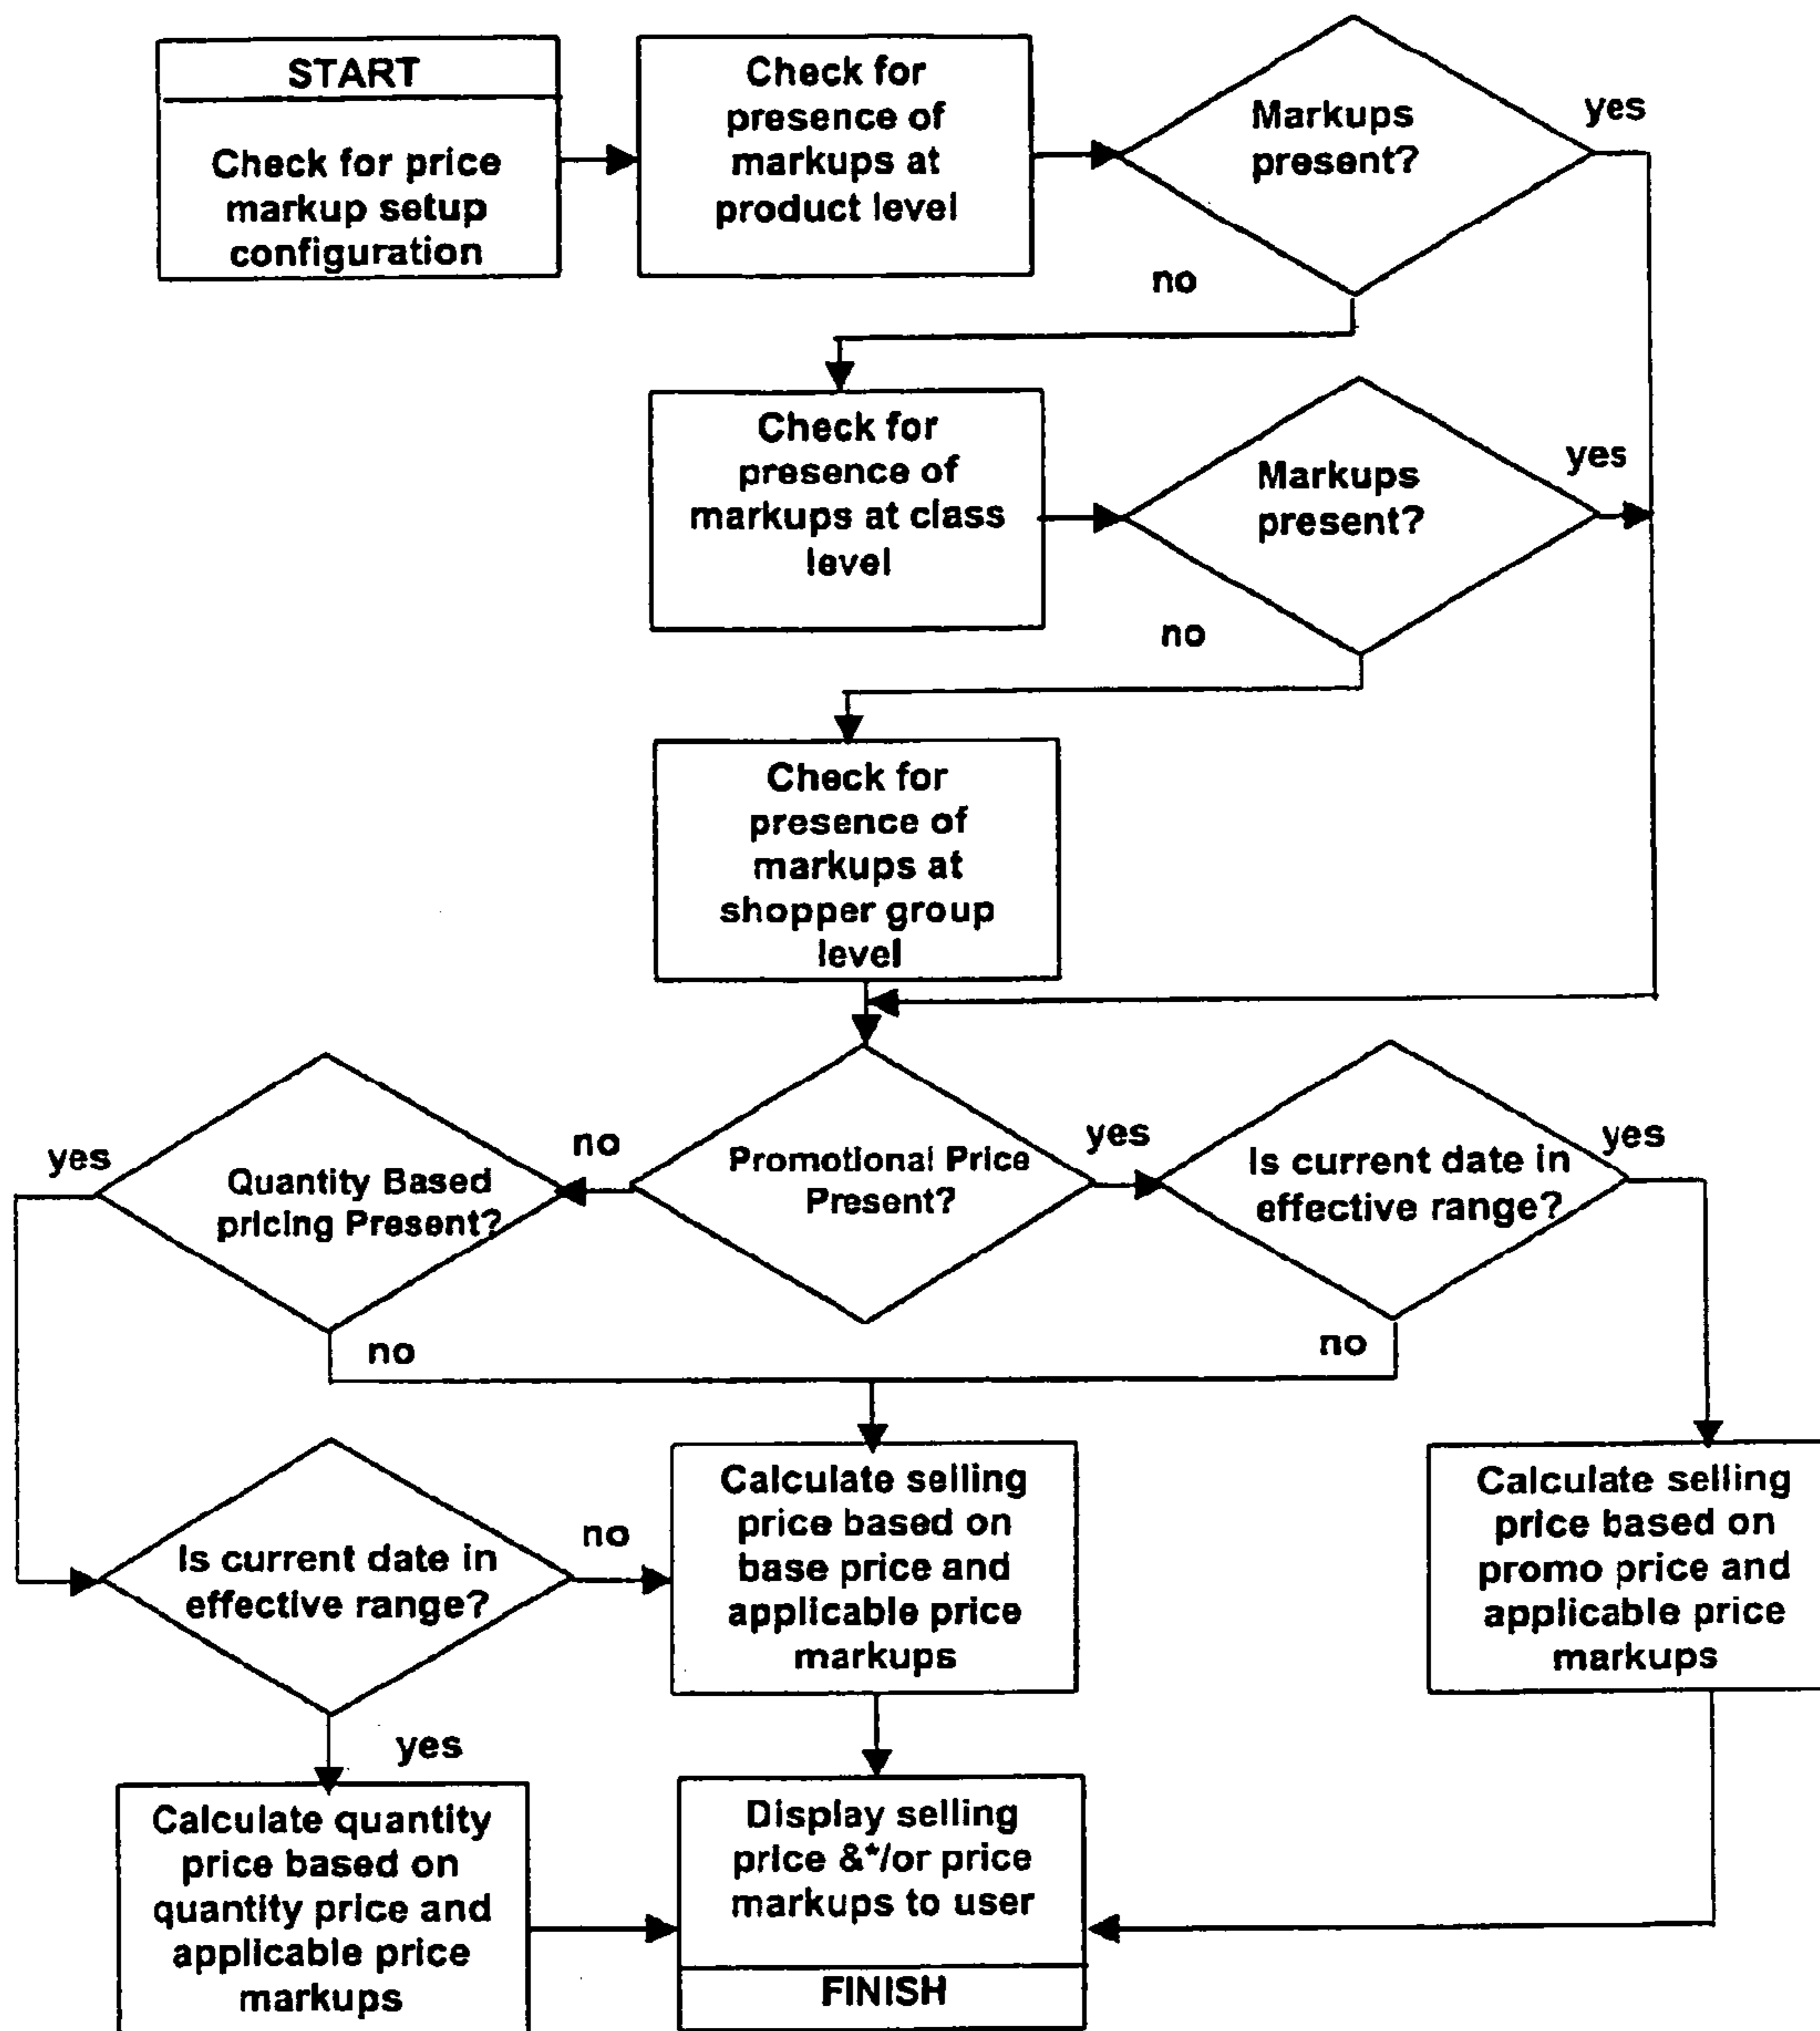 START
Check for price
markup setup
configuration
Check for
presence of
markups at
product level
Markups
present?
yes
no
Check for
presence of
markups at class
level
Markups
present?
yes
no
Check for
presence of
markups at
shopper group
level
yes
Quantity Based
pricing Present?
no
Promotional Price
Present?
yes
Is current date in
effective range?
yes
no
no
Is current date in
effective range?
no
Calculate selling
price based on
base price and
applicable price
markups
Calculate selling
price based on
promo price and
applicable price
markups
yes
Calculate quantity
price based on
quantity price and
applicable price
markups
Display selling
price &*/or price
markups to user
FINISH